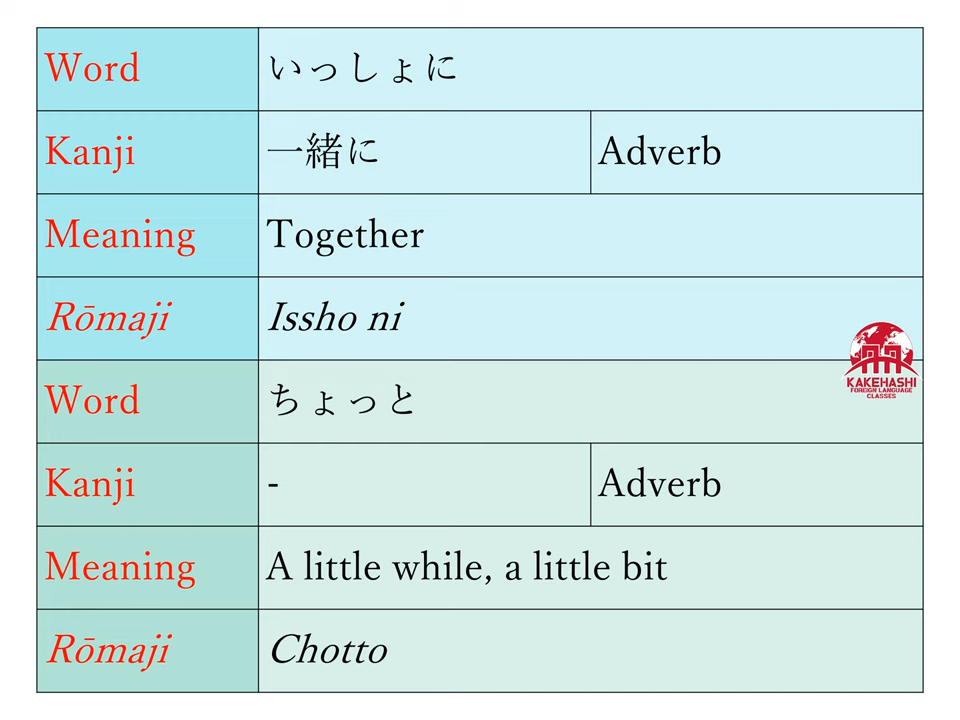 Word いっしょに
Kanji 一緒に Adverb
Meaning Together
Rōmaji Issho ni
Word ちょっと
Kanji - Adverb
Meaning A little while, a little bit
Rōmaji Chotto
KAKEHASHI
FOREIGN LANGUAGE
CLASSES